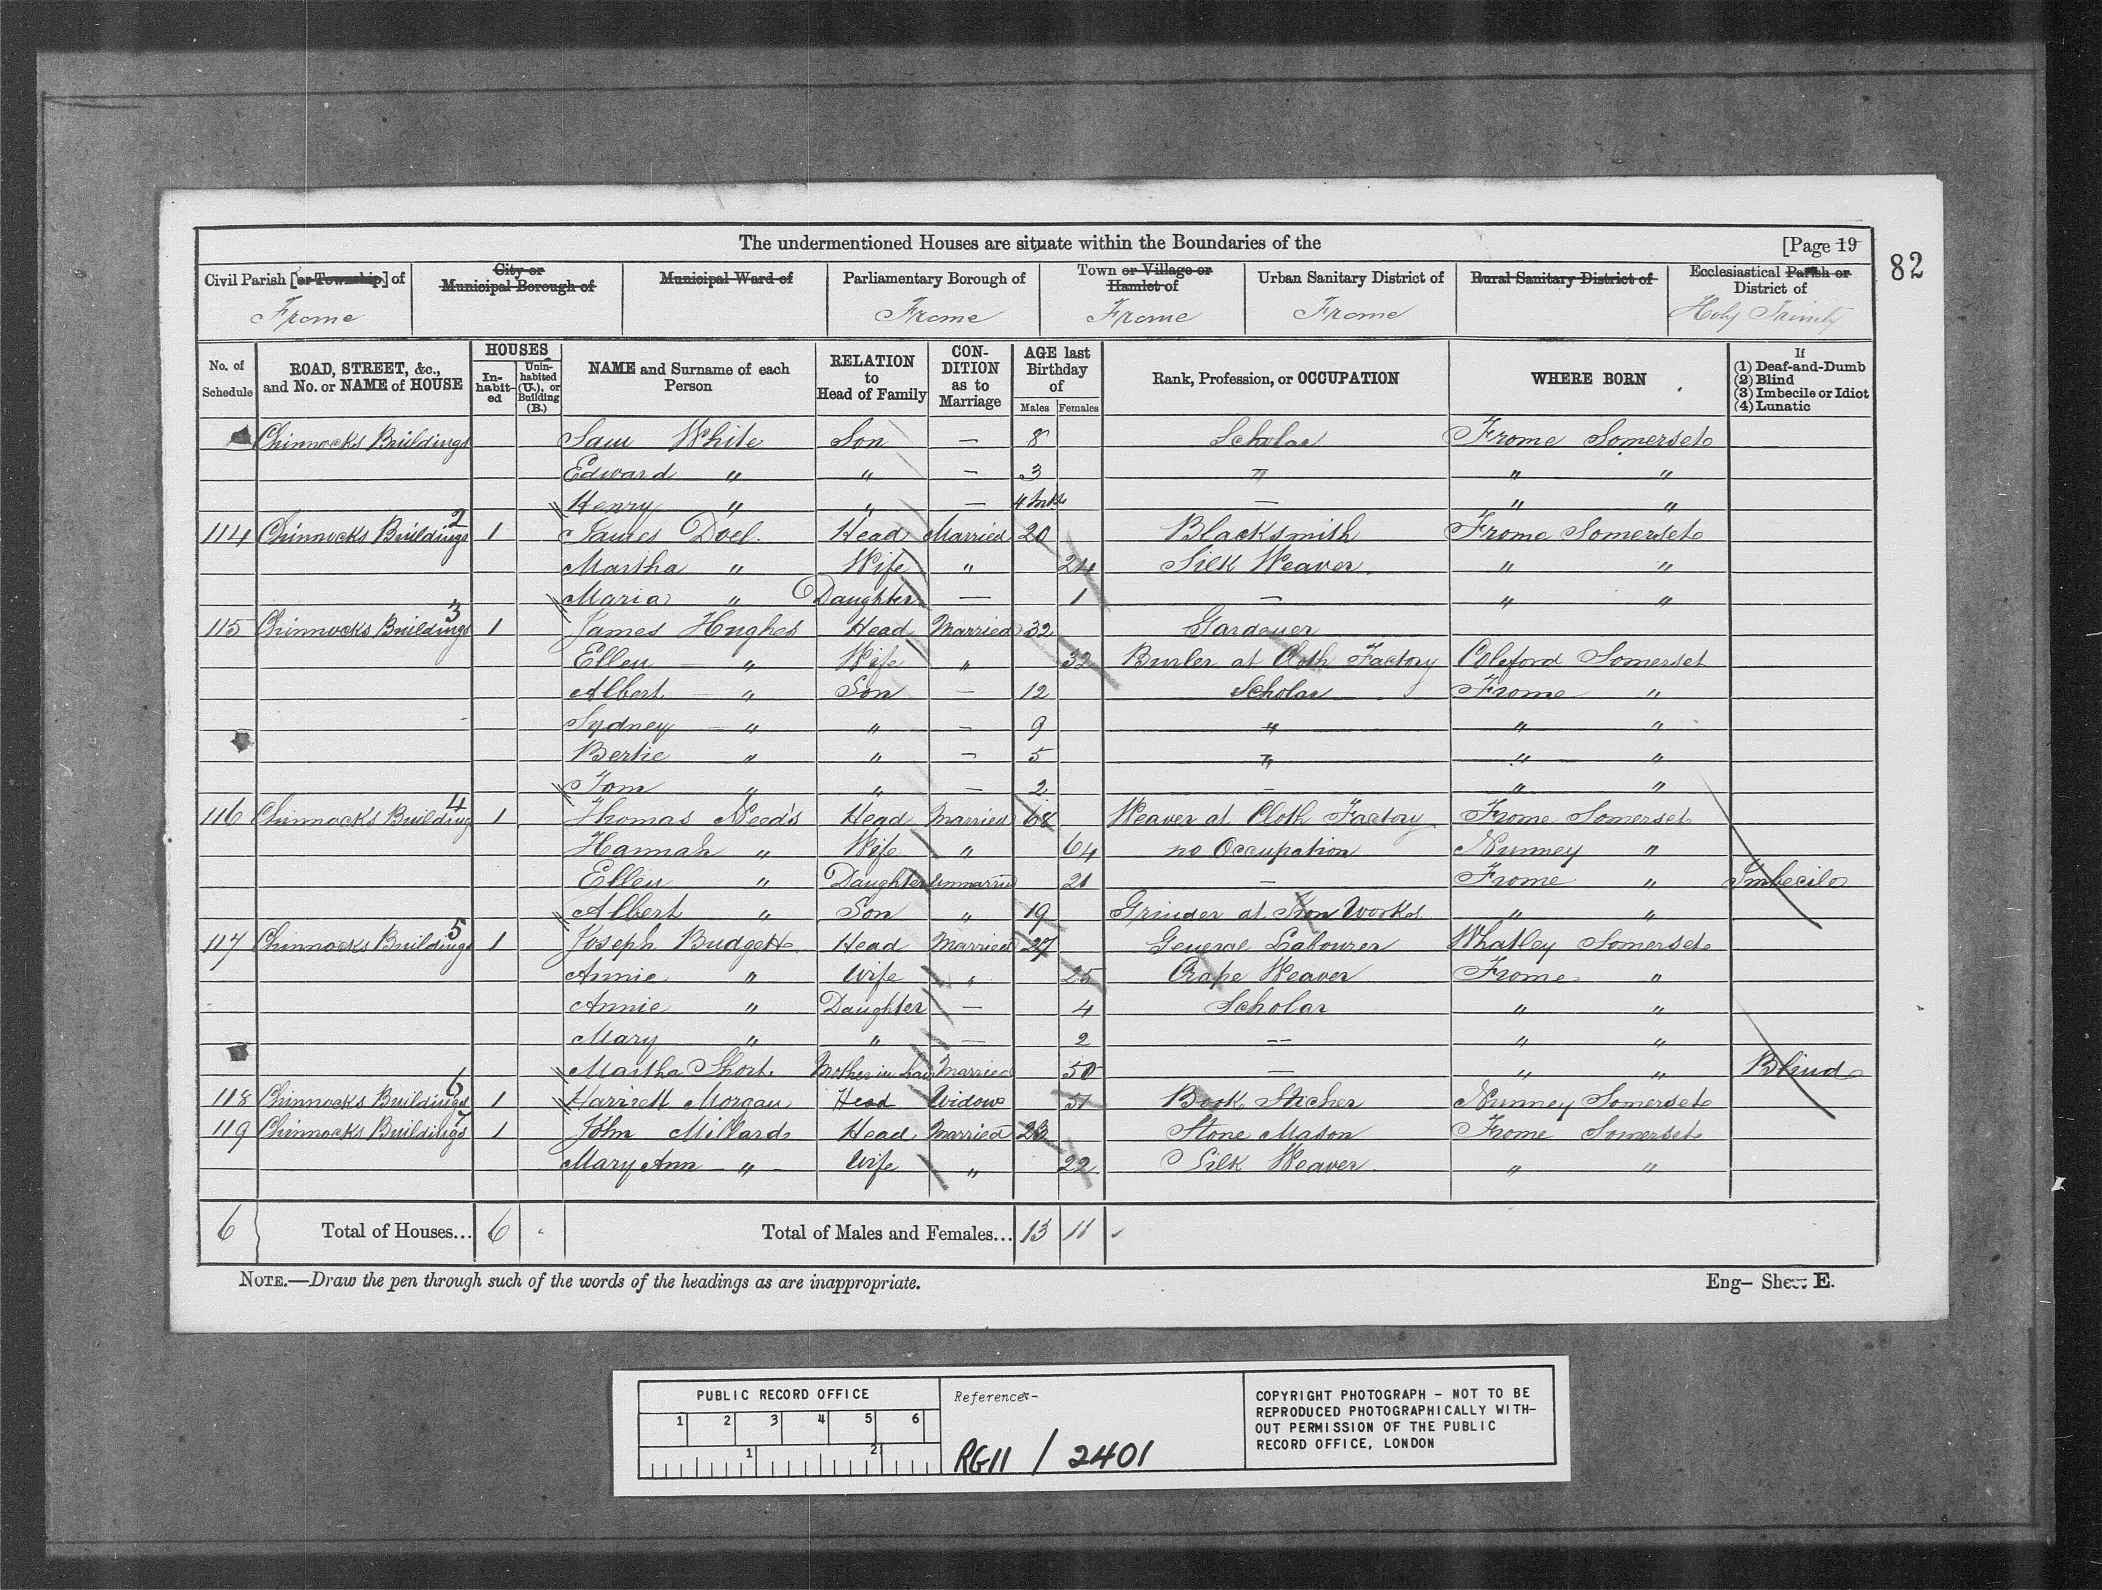 The undermentioned Houses are situate within the Boundaries of the [Page 19
82
Civil Parish [or Township] of City or Municipal Borough of Municipal Ward of Parliamentary Borough of Town or Village or Hamlet of Urban Sanitary District of Rural Sanitary District of Ecclesiastical Parish or District of
Frome Frome Frome Frome Holy Trinity
No. of Schedule ROAD, STREET, &c., and No. or NAME of HOUSE HOUSES Inhabited Uninhabited (U.), or Building (B.) NAME and Surname of each Person RELATION to Head of Family CONDITION as to Marriage AGE last Birthday of Males Females Rank, Profession, or OCCUPATION WHERE BORN If (1) Deaf-and-Dumb (2) Blind (3) Imbecile or Idiot (4) Lunatic
Chinnocks Buildings Sam White Son — 8 Scholar Frome Somerset
Edward " " — 3 " " "
Henry " " — 4 Mths — " "
114 2 Chinnocks Buildings 1 James Doel Head Married 20 Blacksmith Frome Somerset
Martha " Wife " 24 Silk Weaver " "
Maria " Daughter — 1 — " "
115 3 Chinnocks Buildings 1 James Hughes Head Married 32 Gardener
Ellen " Wife " 32 Burler at Cloth Factory Coleford Somerset
Albert " Son — 12 Scholar Frome "
Sydney " " — 9 " " "
Bertie " " — 5 " " "
Tom " " — 2 — " "
116 4 Chinnocks Building 1 Thomas Need's Head Married 68 Weaver at Cloth Factory Frome Somerset
Hannah " Wife " 64 no Occupation Nunney "
Ellen " Daughter Unmarried 21 — Frome " Imbecile
Albert " Son " 19 Grinder at Iron Works " "
117 5 Chinnocks Buildings 1 Joseph Budgett Head Married 27 General Labourer Whatley Somerset
Annie " Wife " 25 Crape Weaver Frome "
Annie " Daughter — 4 Scholar " "
Mary " " — 2 — " "
Martha Short Mother in Law Married 50 — " " Blind
118 6 Chinnocks Buildings 1 Harriett Morgan Head Widow 51 Book Sticher Nunney Somerset
119 7 Chinnocks Buildings 1 John Millard Head Married 23 Stone Mason Frome Somerset
Mary Ann " Wife " 22 Silk Weaver " "
6 Total of Houses... 6 Total of Males and Females... 13 11
NOTE.—Draw the pen through such of the words of the headings as are inappropriate. Eng— Sheet E.
PUBLIC RECORD OFFICE
1 2 3 4 5 6
1 2
Reference:-
RG11 / 2401
COPYRIGHT PHOTOGRAPH - NOT TO BE
REPRODUCED PHOTOGRAPHICALLY WITH-
OUT PERMISSION OF THE PUBLIC
RECORD OFFICE, LONDON